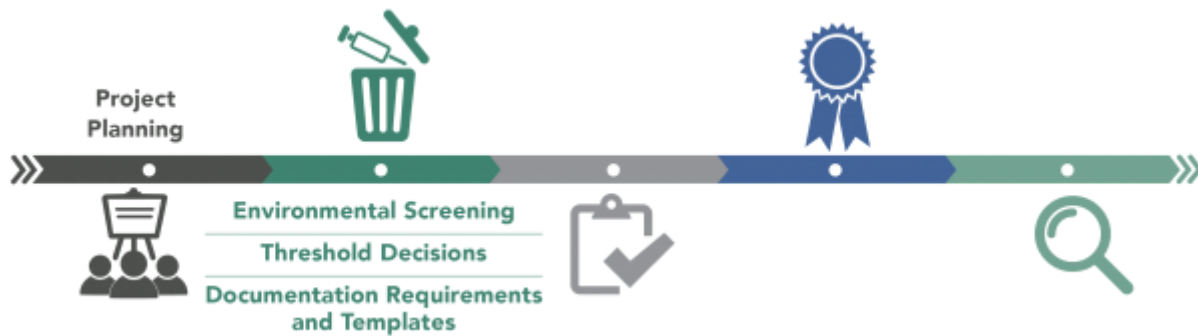 Project
Planning
Environmental Screening
Threshold Decisions
Documentation Requirements
and Templates